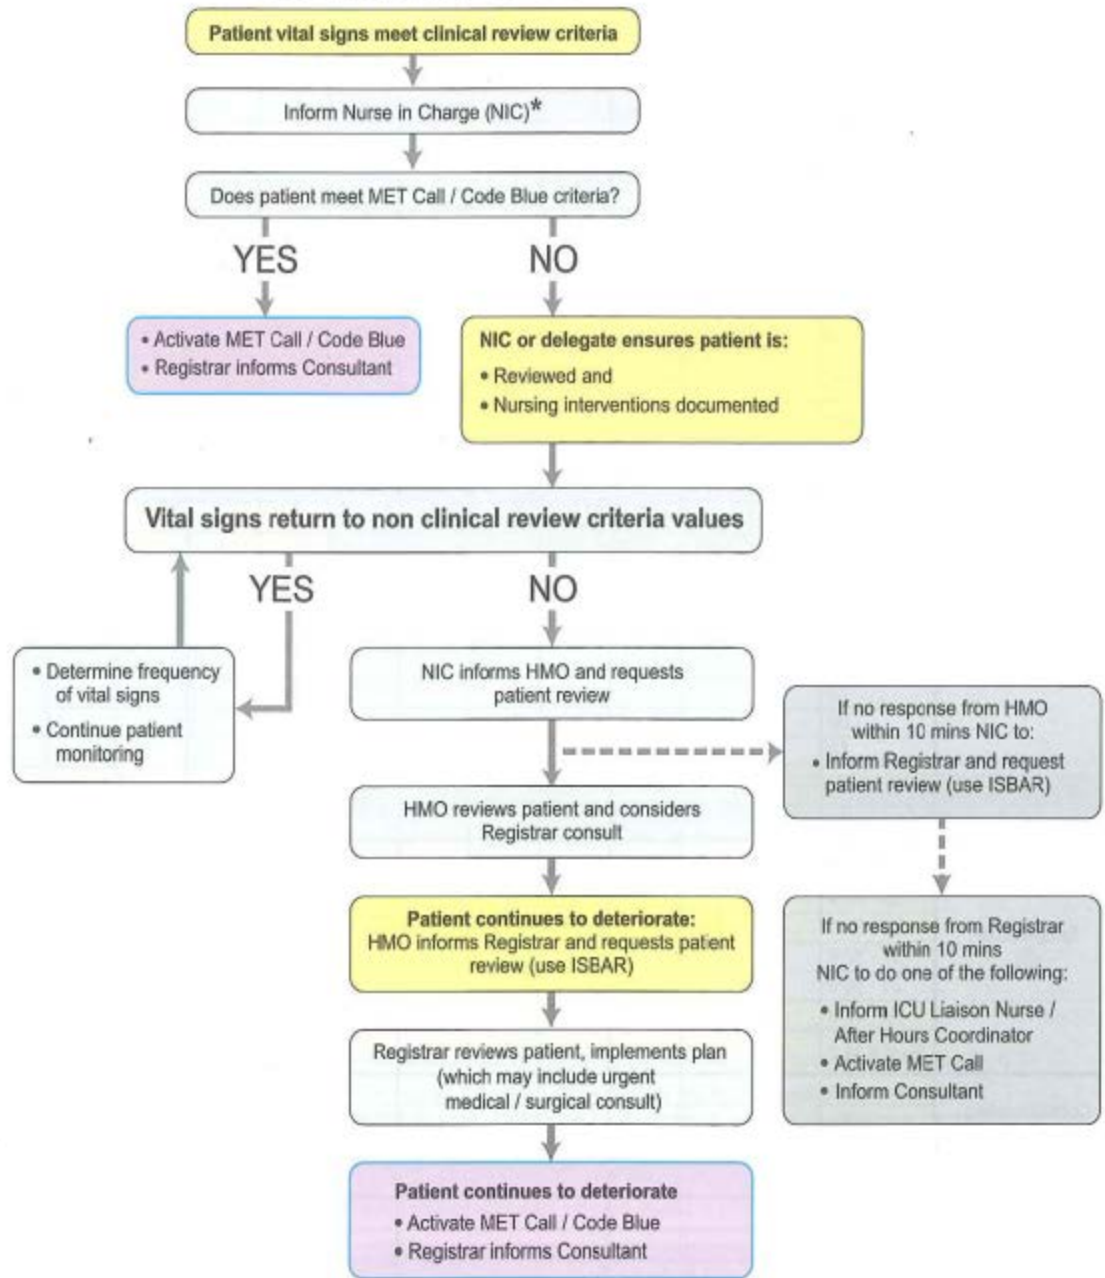 Patient vital signs meet clinical review criteria
Inform Nurse in Charge (NIC)*
Does patient meet MET Call / Code Blue criteria?
YES
NO
• Activate MET Call / Code Blue
• Registrar informs Consultant
NIC or delegate ensures patient is:
• Reviewed and
• Nursing interventions documented
Vital signs return to non clinical review criteria values
YES
NO
• Determine frequency
of vital signs
• Continue patient
monitoring
NIC informs HMO and requests
patient review
If no response from HMO
within 10 mins NIC to:
• Inform Registrar and request
patient review (use ISBAR)
HMO reviews patient and considers
Registrar consult
Patient continues to deteriorate:
HMO informs Registrar and requests patient
review (use ISBAR)
If no response from Registrar
within 10 mins
NIC to do one of the following:
• Inform ICU Liaison Nurse /
After Hours Coordinator
• Activate MET Call
• Inform Consultant
Registrar reviews patient, implements plan
(which may include urgent
medical / surgical consult)
Patient continues to deteriorate
• Activate MET Call / Code Blue
• Registrar informs Consultant